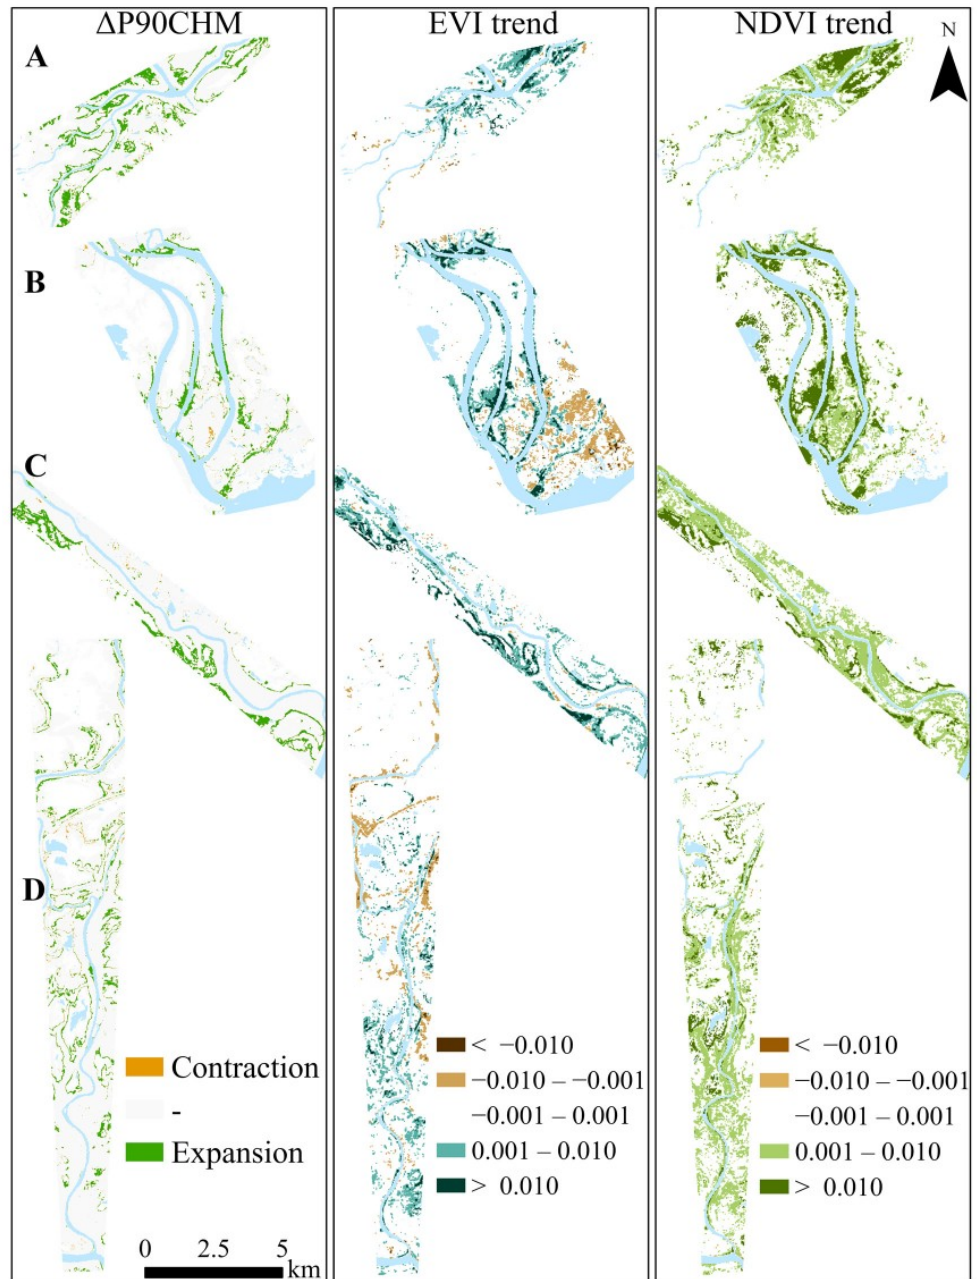 ΔP90CHM
EVI trend
NDVI trend
N
A
B
C
D
Contraction
-
Expansion
0 2.5 5
km
< −0.010
−0.010 – −0.001
−0.001 – 0.001
0.001 – 0.010
> 0.010
< −0.010
−0.010 – −0.001
−0.001 – 0.001
0.001 – 0.010
> 0.010